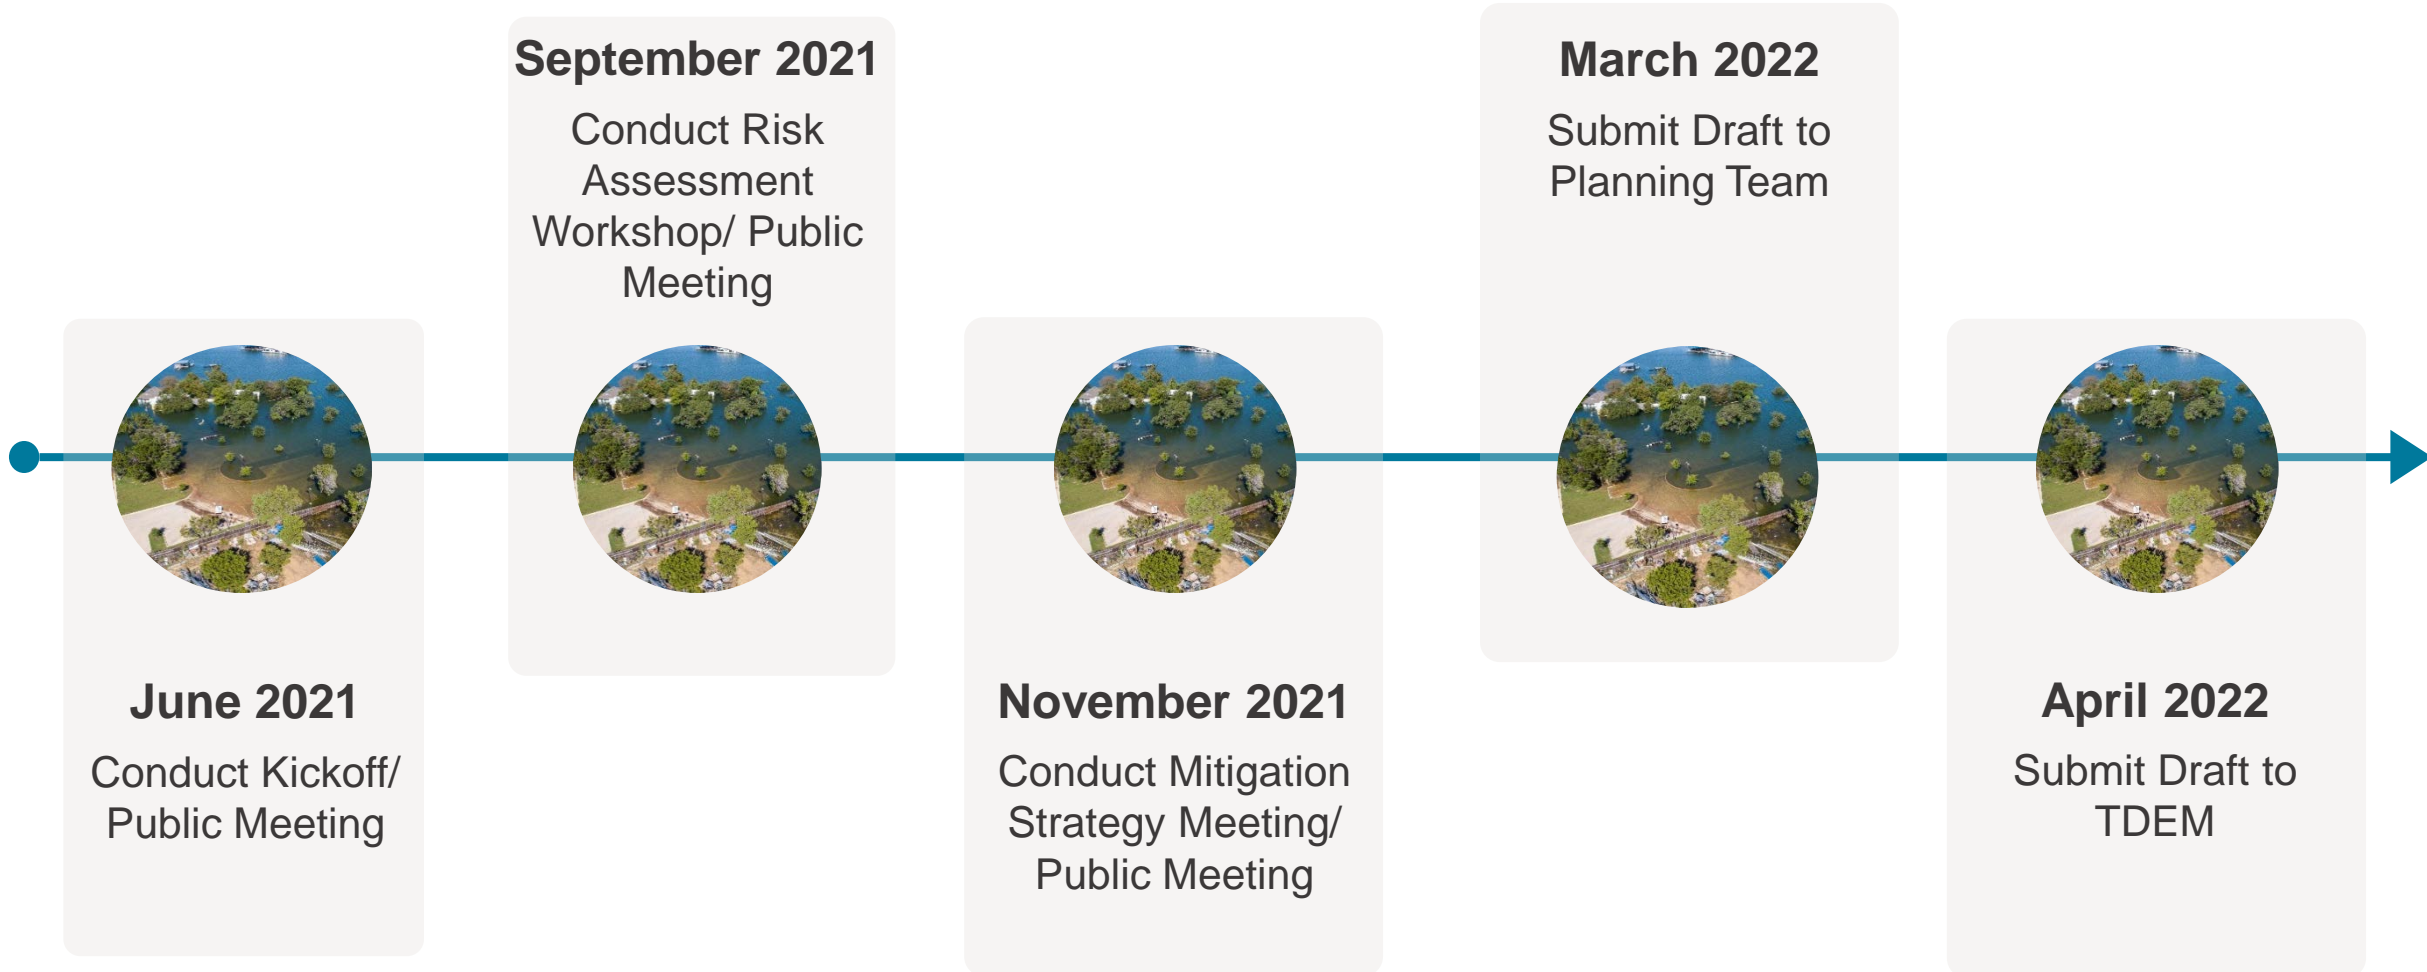 June 2021
Conduct Kickoff/
Public Meeting
September 2021
Conduct Risk
Assessment
Workshop/ Public
Meeting
November 2021
Conduct Mitigation
Strategy Meeting/
Public Meeting
March 2022
Submit Draft to
Planning Team
April 2022
Submit Draft to
TDEM